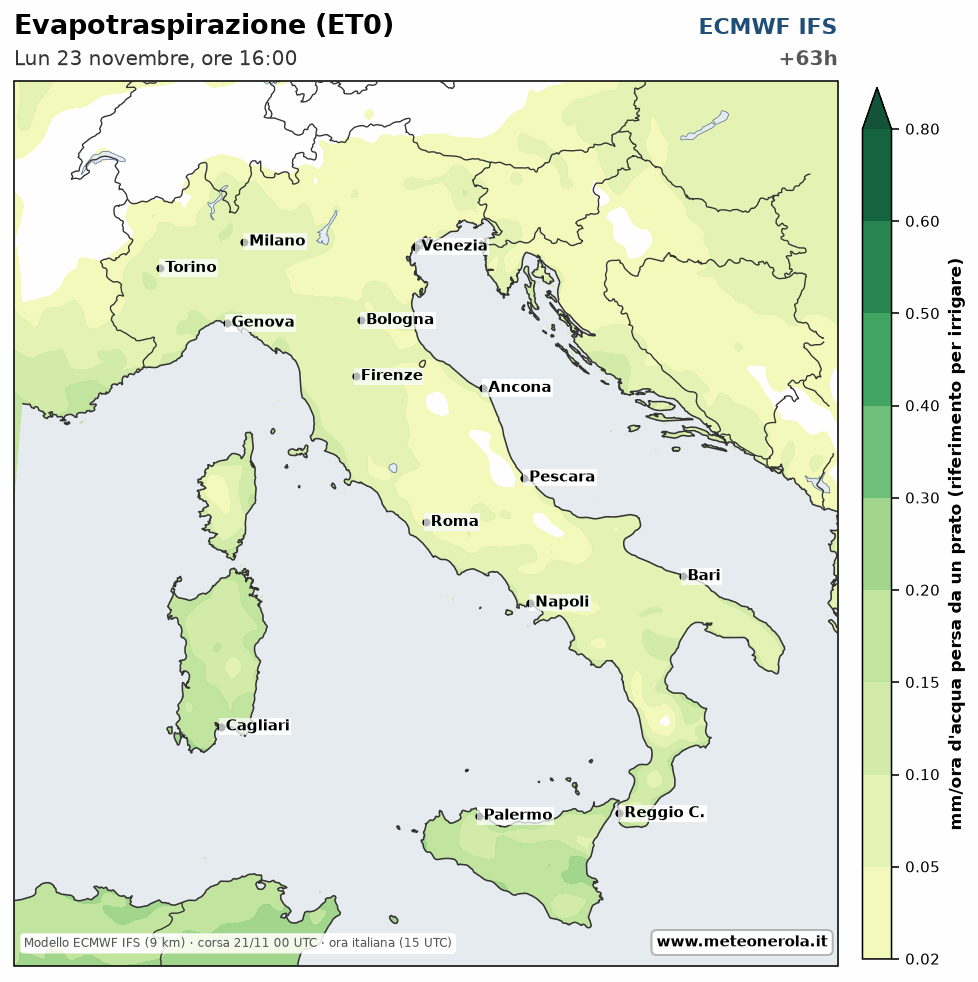 Evapotraspirazione (ET0)
ECMWF IFS
Lun 23 novembre, ore 16:00
+63h
Milano
Venezia
Torino
Genova
Bologna
Firenze
Ancona
Pescara
Roma
Bari
Napoli
Cagliari
Palermo
Reggio C.
0.80
0.60
0.50
0.40
0.30
0.20
0.15
0.10
0.05
0.02
mm/ora d'acqua persa da un prato (riferimento per irrigare)
Modello ECMWF IFS (9 km) · corsa 21/11 00 UTC · ora italiana (15 UTC)
www.meteonerola.it